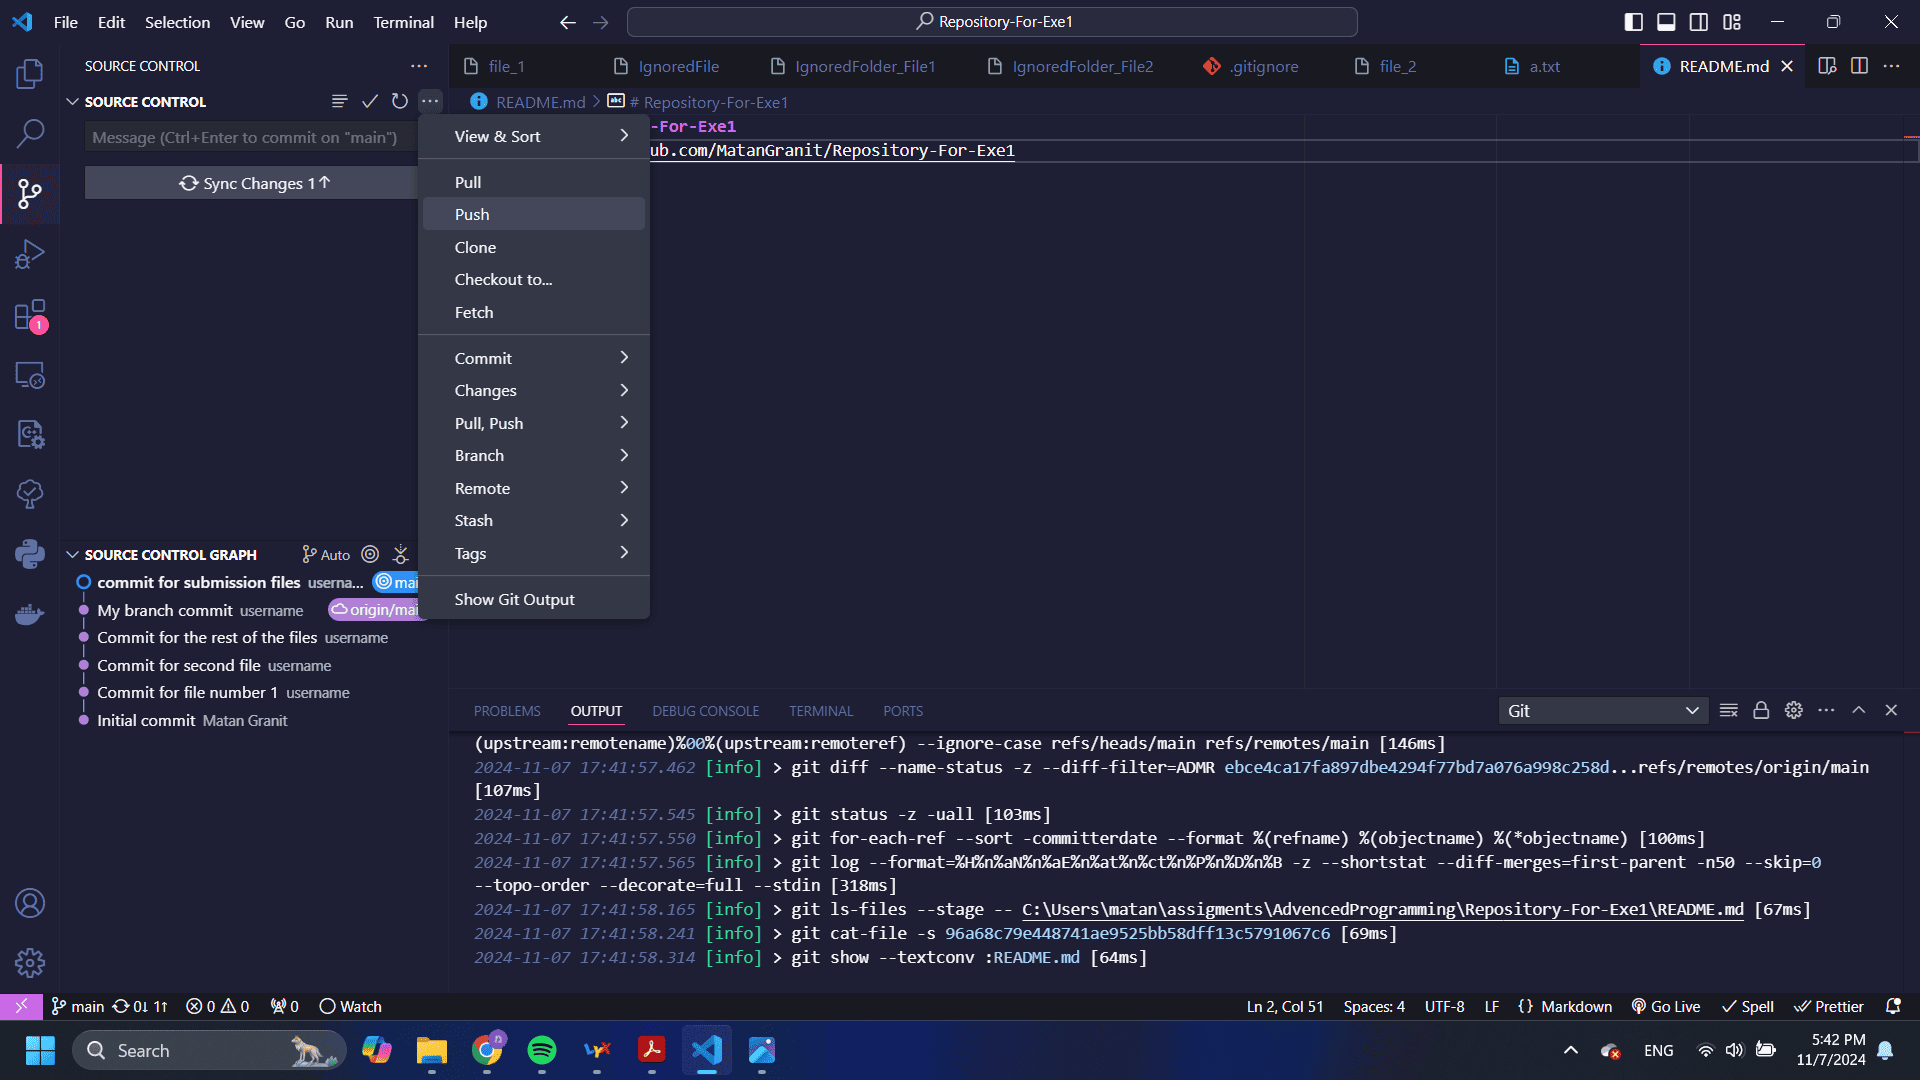 File Edit Selection View Go Run Terminal Help
Repository-For-Exe1
SOURCE CONTROL
file_1
IgnoredFile
IgnoredFolder_File1
IgnoredFolder_File2
.gitignore
file_2
a.txt
README.md
SOURCE CONTROL
README.md
# Repository-For-Exe1
Message (Ctrl+Enter to commit on "main")
Sync Changes 1↑
-For-Exe1
ub.com/MatanGranit/Repository-For-Exe1
View & Sort
Pull
Push
Clone
Checkout to...
Fetch
Commit
Changes
Pull, Push
Branch
Remote
Stash
Tags
Show Git Output
1
SOURCE CONTROL GRAPH
Auto
commit for submission files userna... mai
My branch commit username origin/mai
Commit for the rest of the files username
Commit for second file username
Commit for file number 1 username
Initial commit Matan Granit
PROBLEMS OUTPUT DEBUG CONSOLE TERMINAL PORTS
Git
(upstream:remotename)%00%(upstream:remoteref) --ignore-case refs/heads/main refs/remotes/main [146ms]
2024-11-07 17:41:57.462 [info] > git diff --name-status -z --diff-filter=ADMR ebce4ca17fa897dbe4294f77bd7a076a998c258d...refs/remotes/origin/main
[107ms]
2024-11-07 17:41:57.545 [info] > git status -z -uall [103ms]
2024-11-07 17:41:57.550 [info] > git for-each-ref --sort -committerdate --format %(refname) %(objectname) %(*objectname) [100ms]
2024-11-07 17:41:57.565 [info] > git log --format=%H%n%aN%n%aE%n%at%n%ct%n%P%n%D%n%B -z --shortstat --diff-merges=first-parent -n50 --skip=0
--topo-order --decorate=full --stdin [318ms]
2024-11-07 17:41:58.165 [info] > git ls-files --stage -- C:\Users\matan\assigments\AdvencedProgramming\Repository-For-Exe1\README.md [67ms]
2024-11-07 17:41:58.241 [info] > git cat-file -s 96a68c79e448741ae9525bb58dff13c5791067c6 [69ms]
2024-11-07 17:41:58.314 [info] > git show --textconv :README.md [64ms]
main 0↓ 1↑ 0 0 0 Watch
Ln 2, Col 51 Spaces: 4 UTF-8 LF {} Markdown Go Live Spell Prettier
Search
n
ENG
5:42 PM
11/7/2024